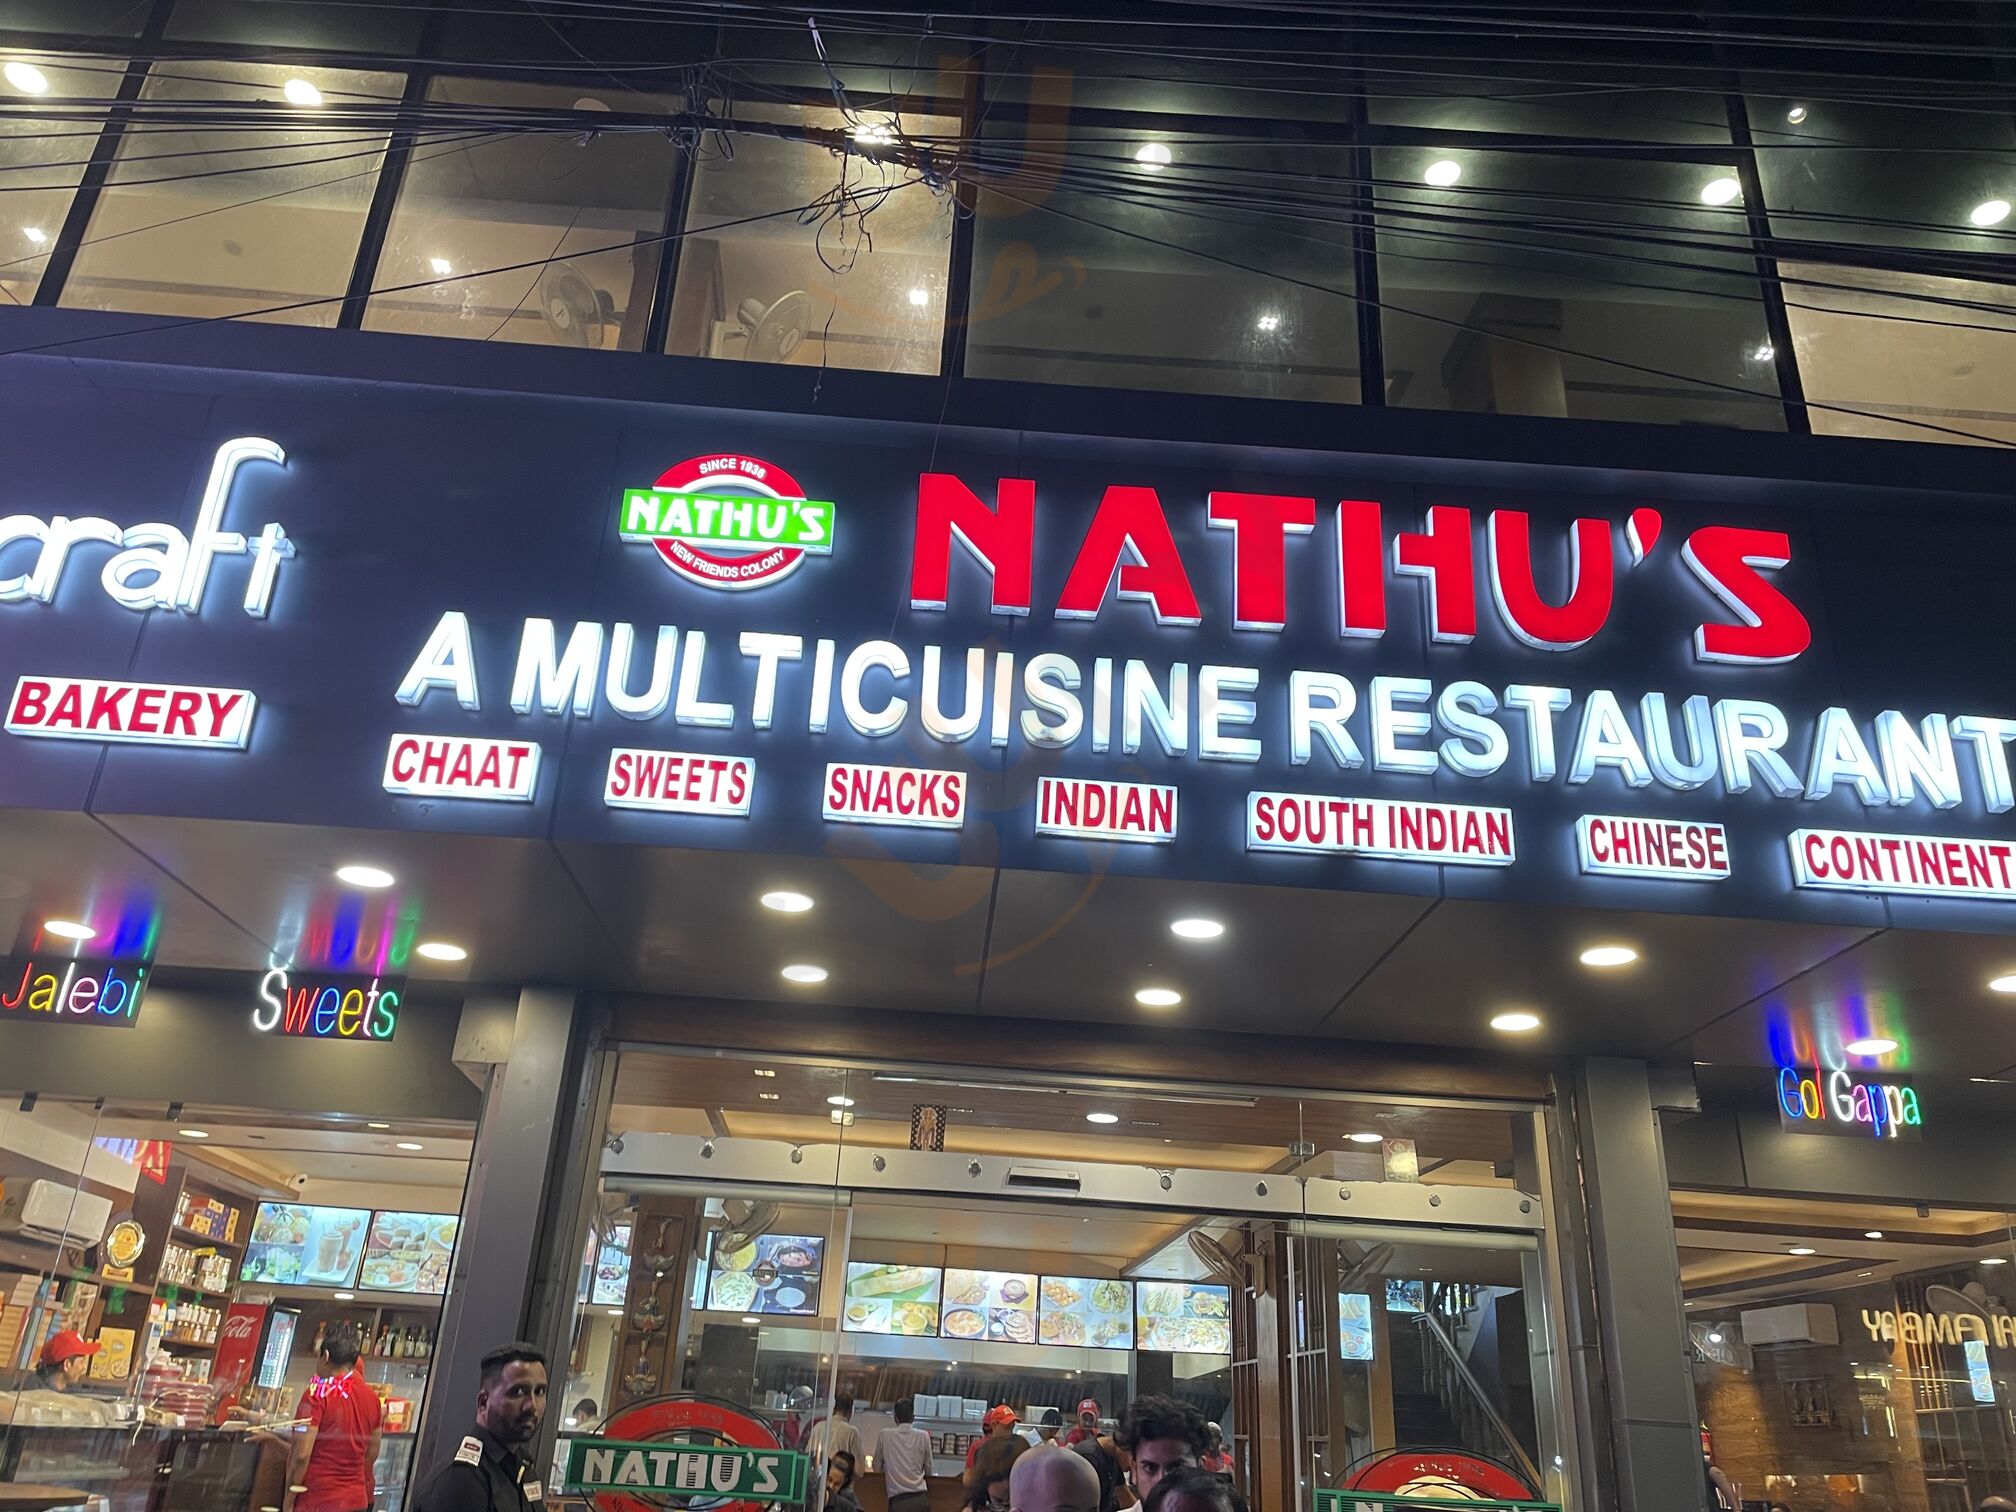 craft
BAKERY
SINCE 1936
NATHU'S
NEW FRIENDS COLONY
NATHU'S
A MULTICUISINE RESTAURANT
CHAAT SWEETS SNACKS INDIAN SOUTH INDIAN CHINESE CONTINENT
Jalebi
Sweets
Gol Gappa
Cola
NATHU'S